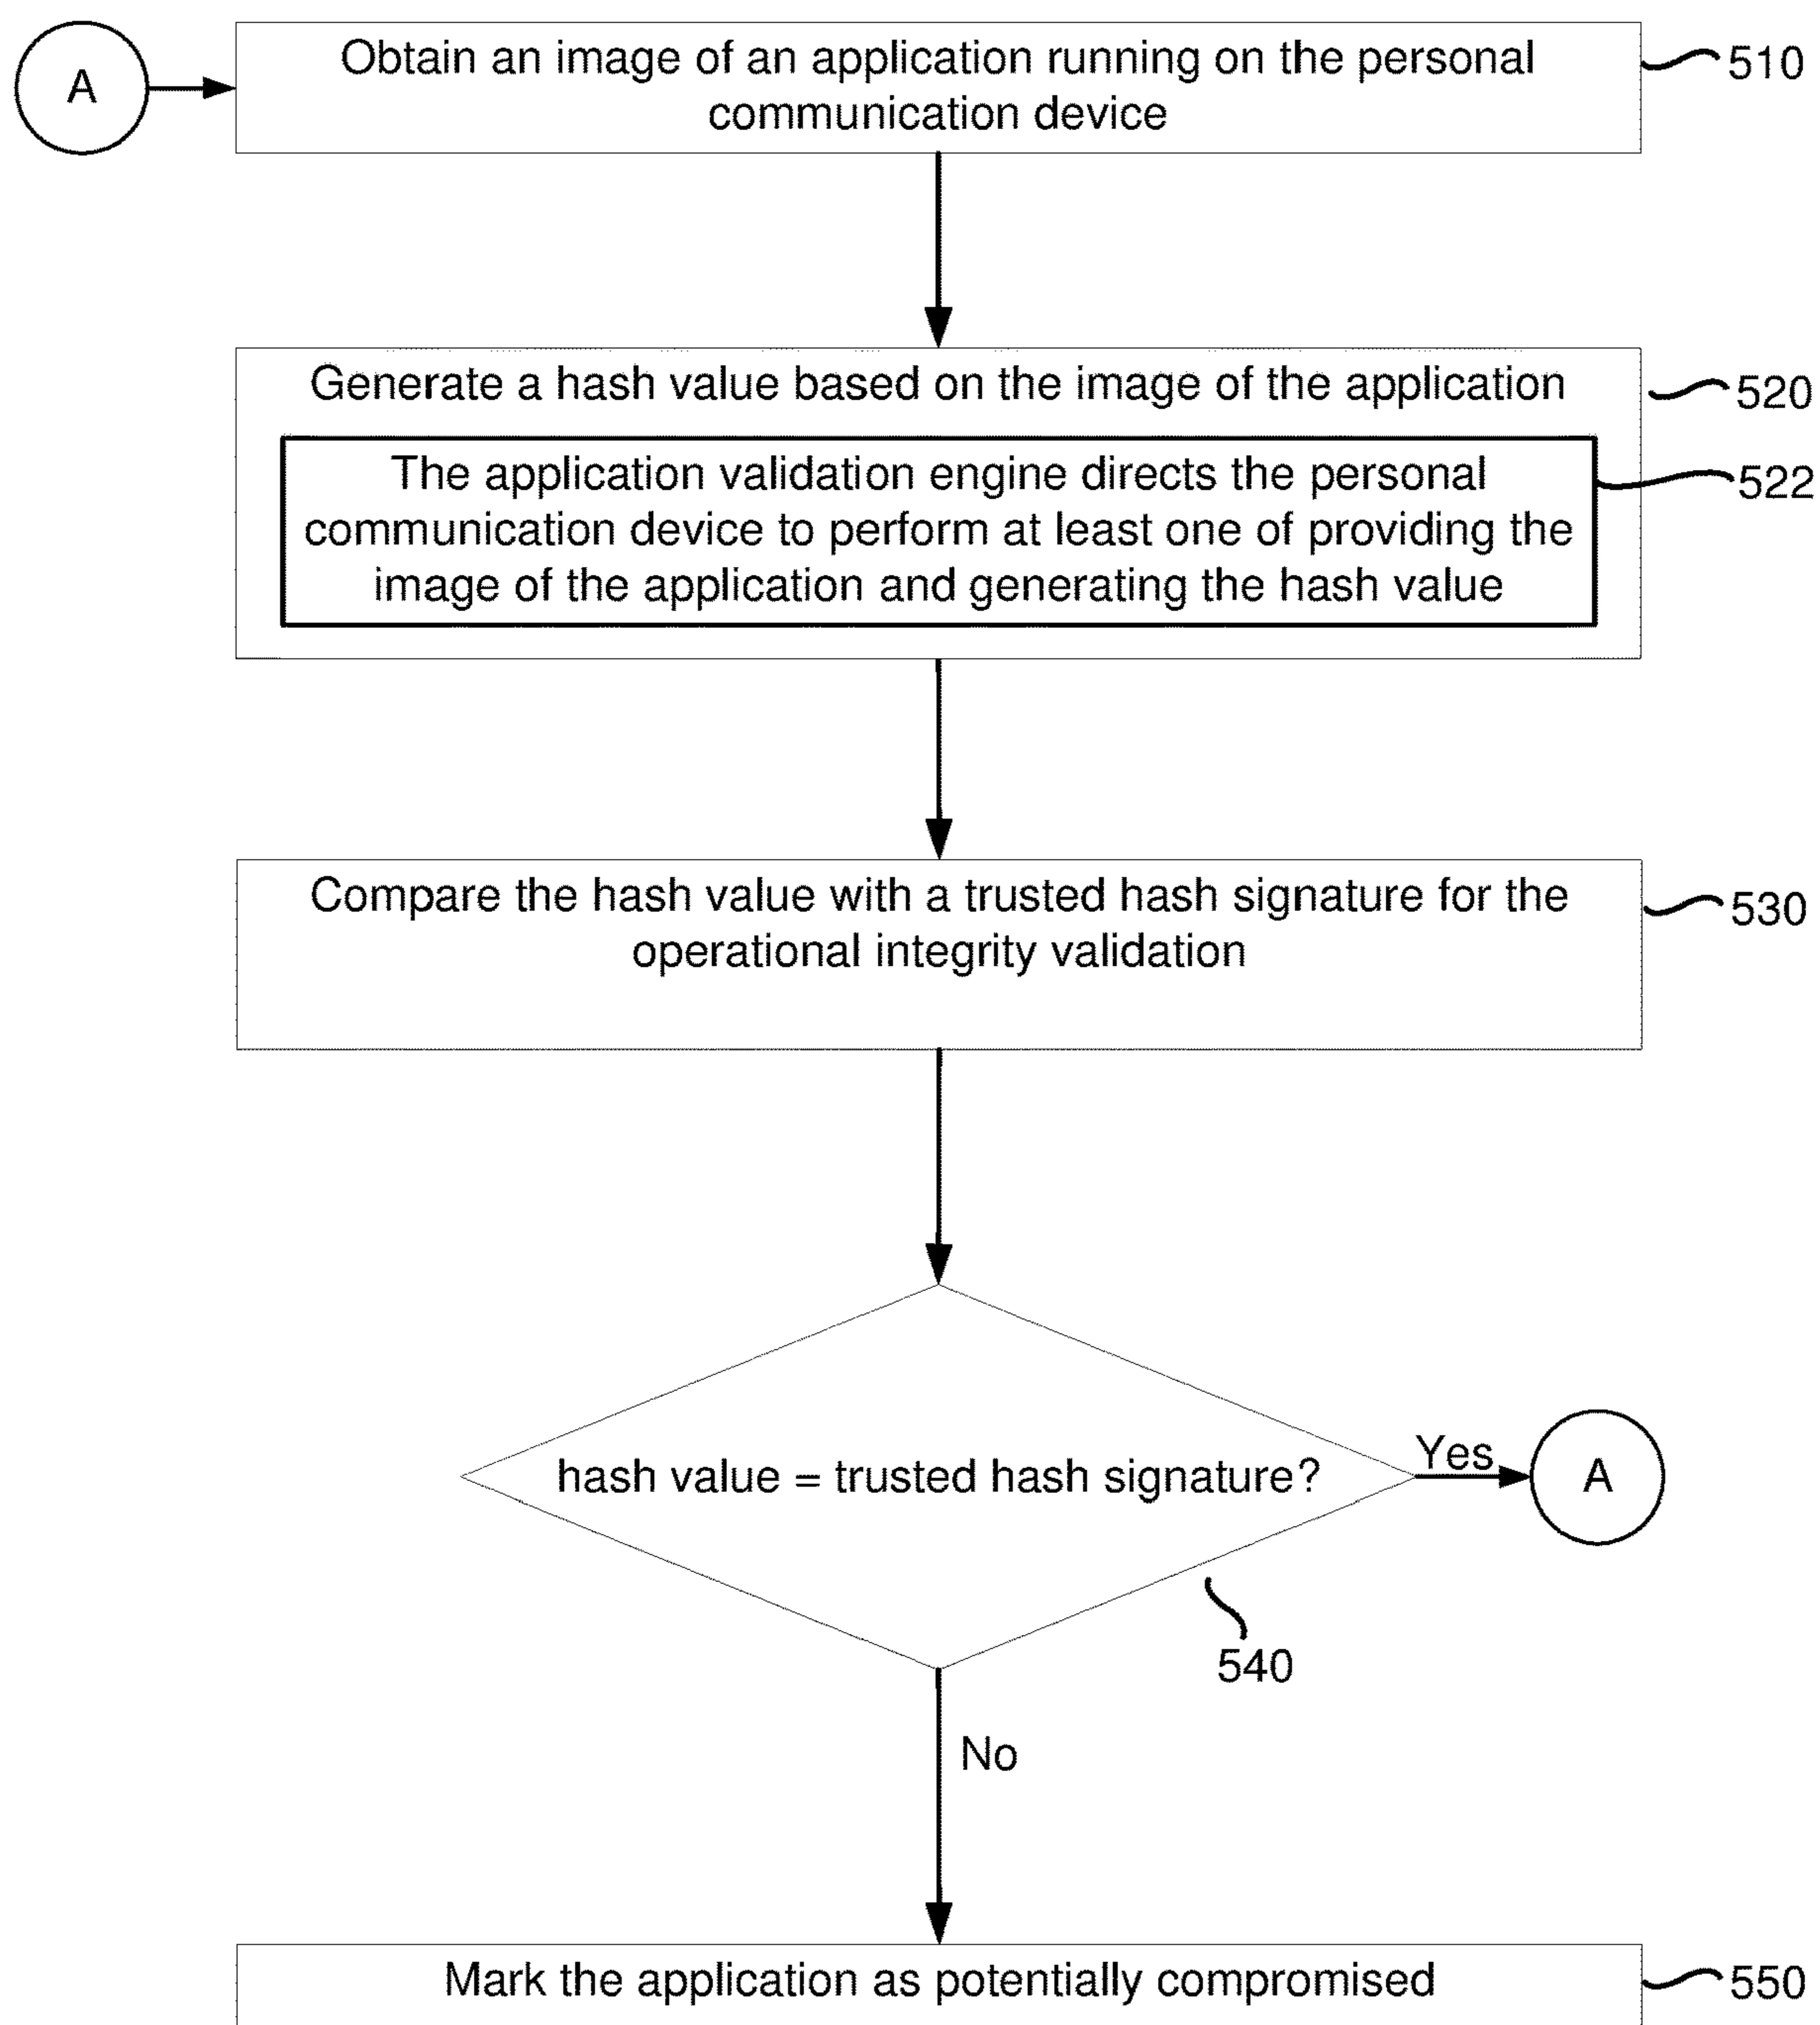 A
Obtain an image of an application running on the personal
communication device
510
Generate a hash value based on the image of the application
520
The application validation engine directs the personal
communication device to perform at least one of providing the
image of the application and generating the hash value
522
Compare the hash value with a trusted hash signature for the
operational integrity validation
530
hash value = trusted hash signature?
Yes
A
540
No
Mark the application as potentially compromised
550